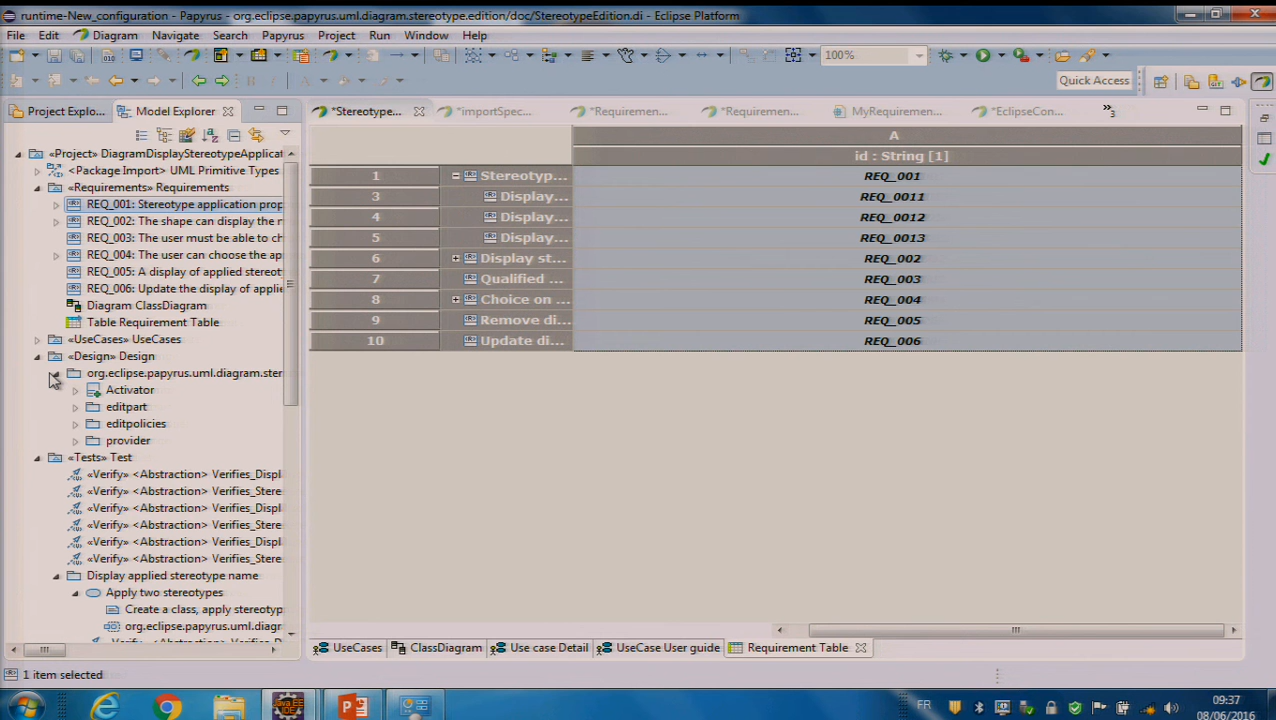 runtime-New_configuration - Papyrus - org.eclipse.papyrus.uml.diagram.stereotype.edition/doc/StereotypeEdition.di - Eclipse Platform
File Edit Diagram Navigate Search Papyrus Project Run Window Help
100%
Quick Access
Project Explo... Model Explorer
*Stereotype... *importSpec... *Requiremen... *Requiremen... MyRequiremen... *EclipseCon... »3
«Project» DiagramDisplayStereotypeApplicat
<Package Import> UML Primitive Types
«Requirements» Requirements
REQ_001: Stereotype application prop
REQ_002: The shape can display the n
REQ_003: The user must be able to ch
REQ_004: The user can choose the ap
REQ_005: A display of applied stereot
REQ_006: Update the display of applie
Diagram ClassDiagram
Table Requirement Table
«UseCases» UseCases
«Design» Design
org.eclipse.papyrus.uml.diagram.ster
Activator
editpart
editpolicies
provider
«Tests» Test
«Verify» <Abstraction> Verifies_Displ
«Verify» <Abstraction> Verifies_Stere
«Verify» <Abstraction> Verifies_Displ
«Verify» <Abstraction> Verifies_Stere
«Verify» <Abstraction> Verifies_Displ
«Verify» <Abstraction> Verifies_Stere
Display applied stereotype name
Apply two stereotypes
Create a class, apply stereotyp
org.eclipse.papyrus.uml.diagr
A
id : String [1]
1 Stereotyp... REQ_001
3 Display... REQ_0011
4 Display... REQ_0012
5 Display... REQ_0013
6 Display st... REQ_002
7 Qualified ... REQ_003
8 Choice on ... REQ_004
9 Remove di... REQ_005
10 Update di... REQ_006
UseCases ClassDiagram Use case Detail UseCase User guide Requirement Table
1 item selected
Java EE IDE
FR
09:37
08/06/2016